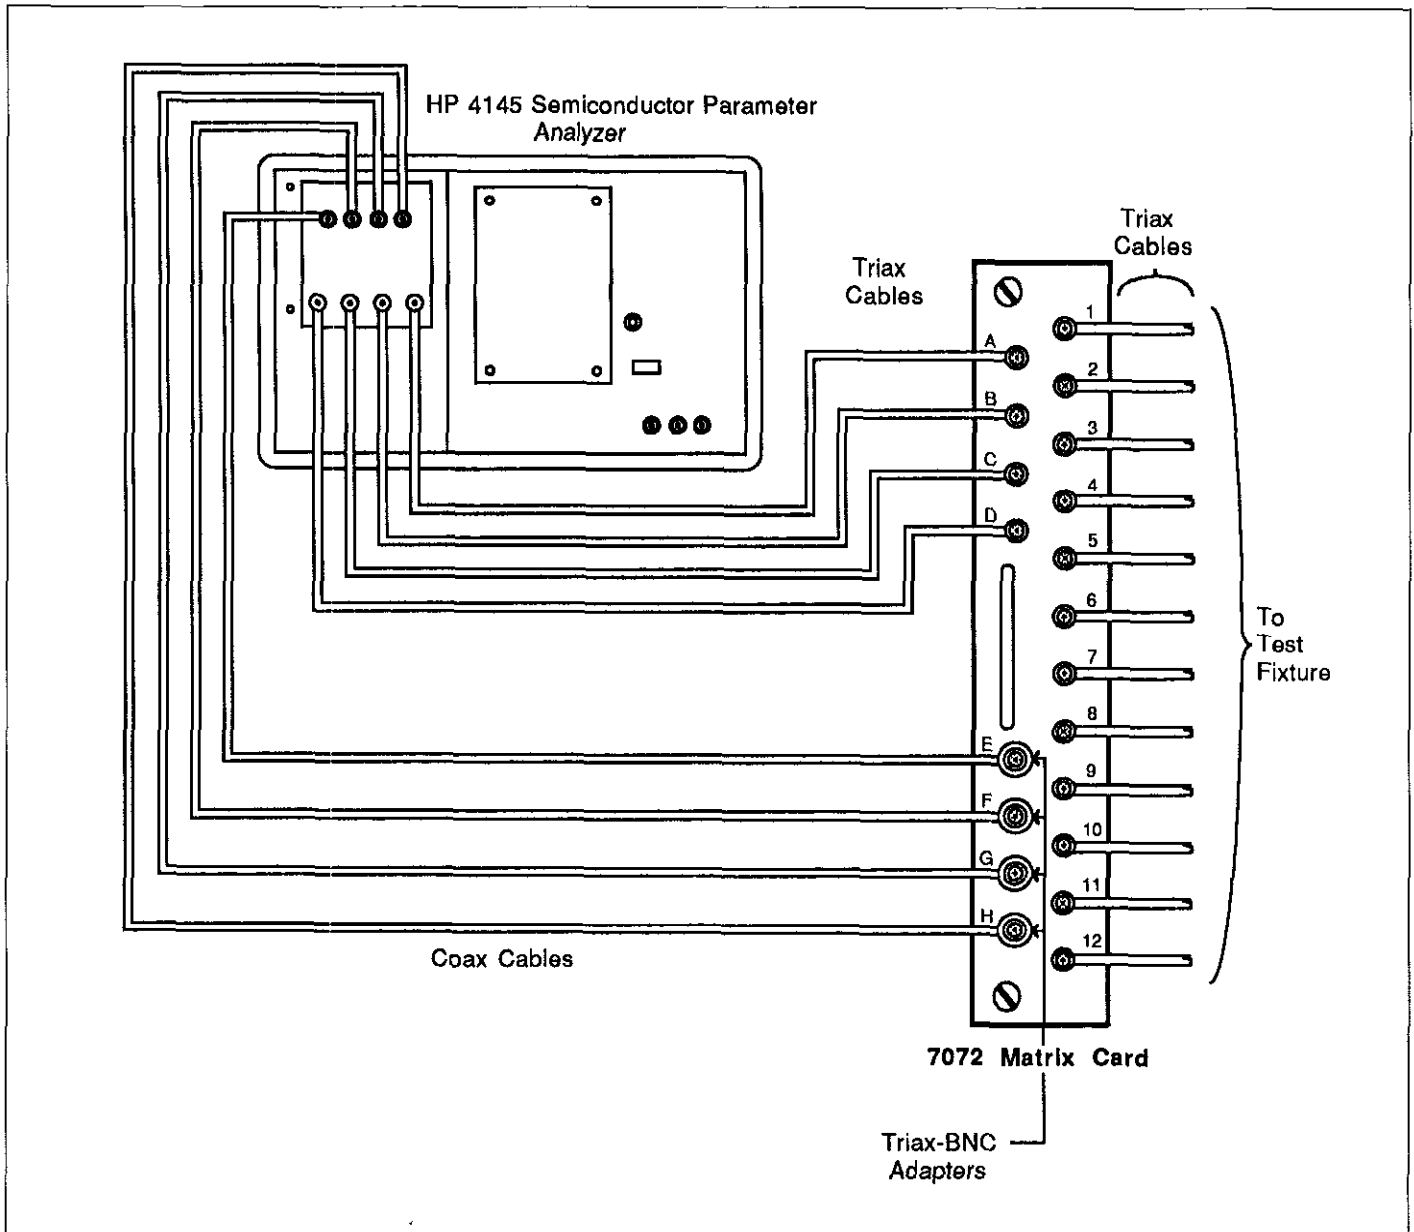 HP 4145 Semiconductor Parameter
Analyzer
Triax
Cables
Triax
Cables
A
B
C
D
E
F
G
H
1
2
3
4
5
6
7
8
9
10
11
12
To
Test
Fixture
Coax Cables
7072 Matrix Card
Triax-BNC
Adapters